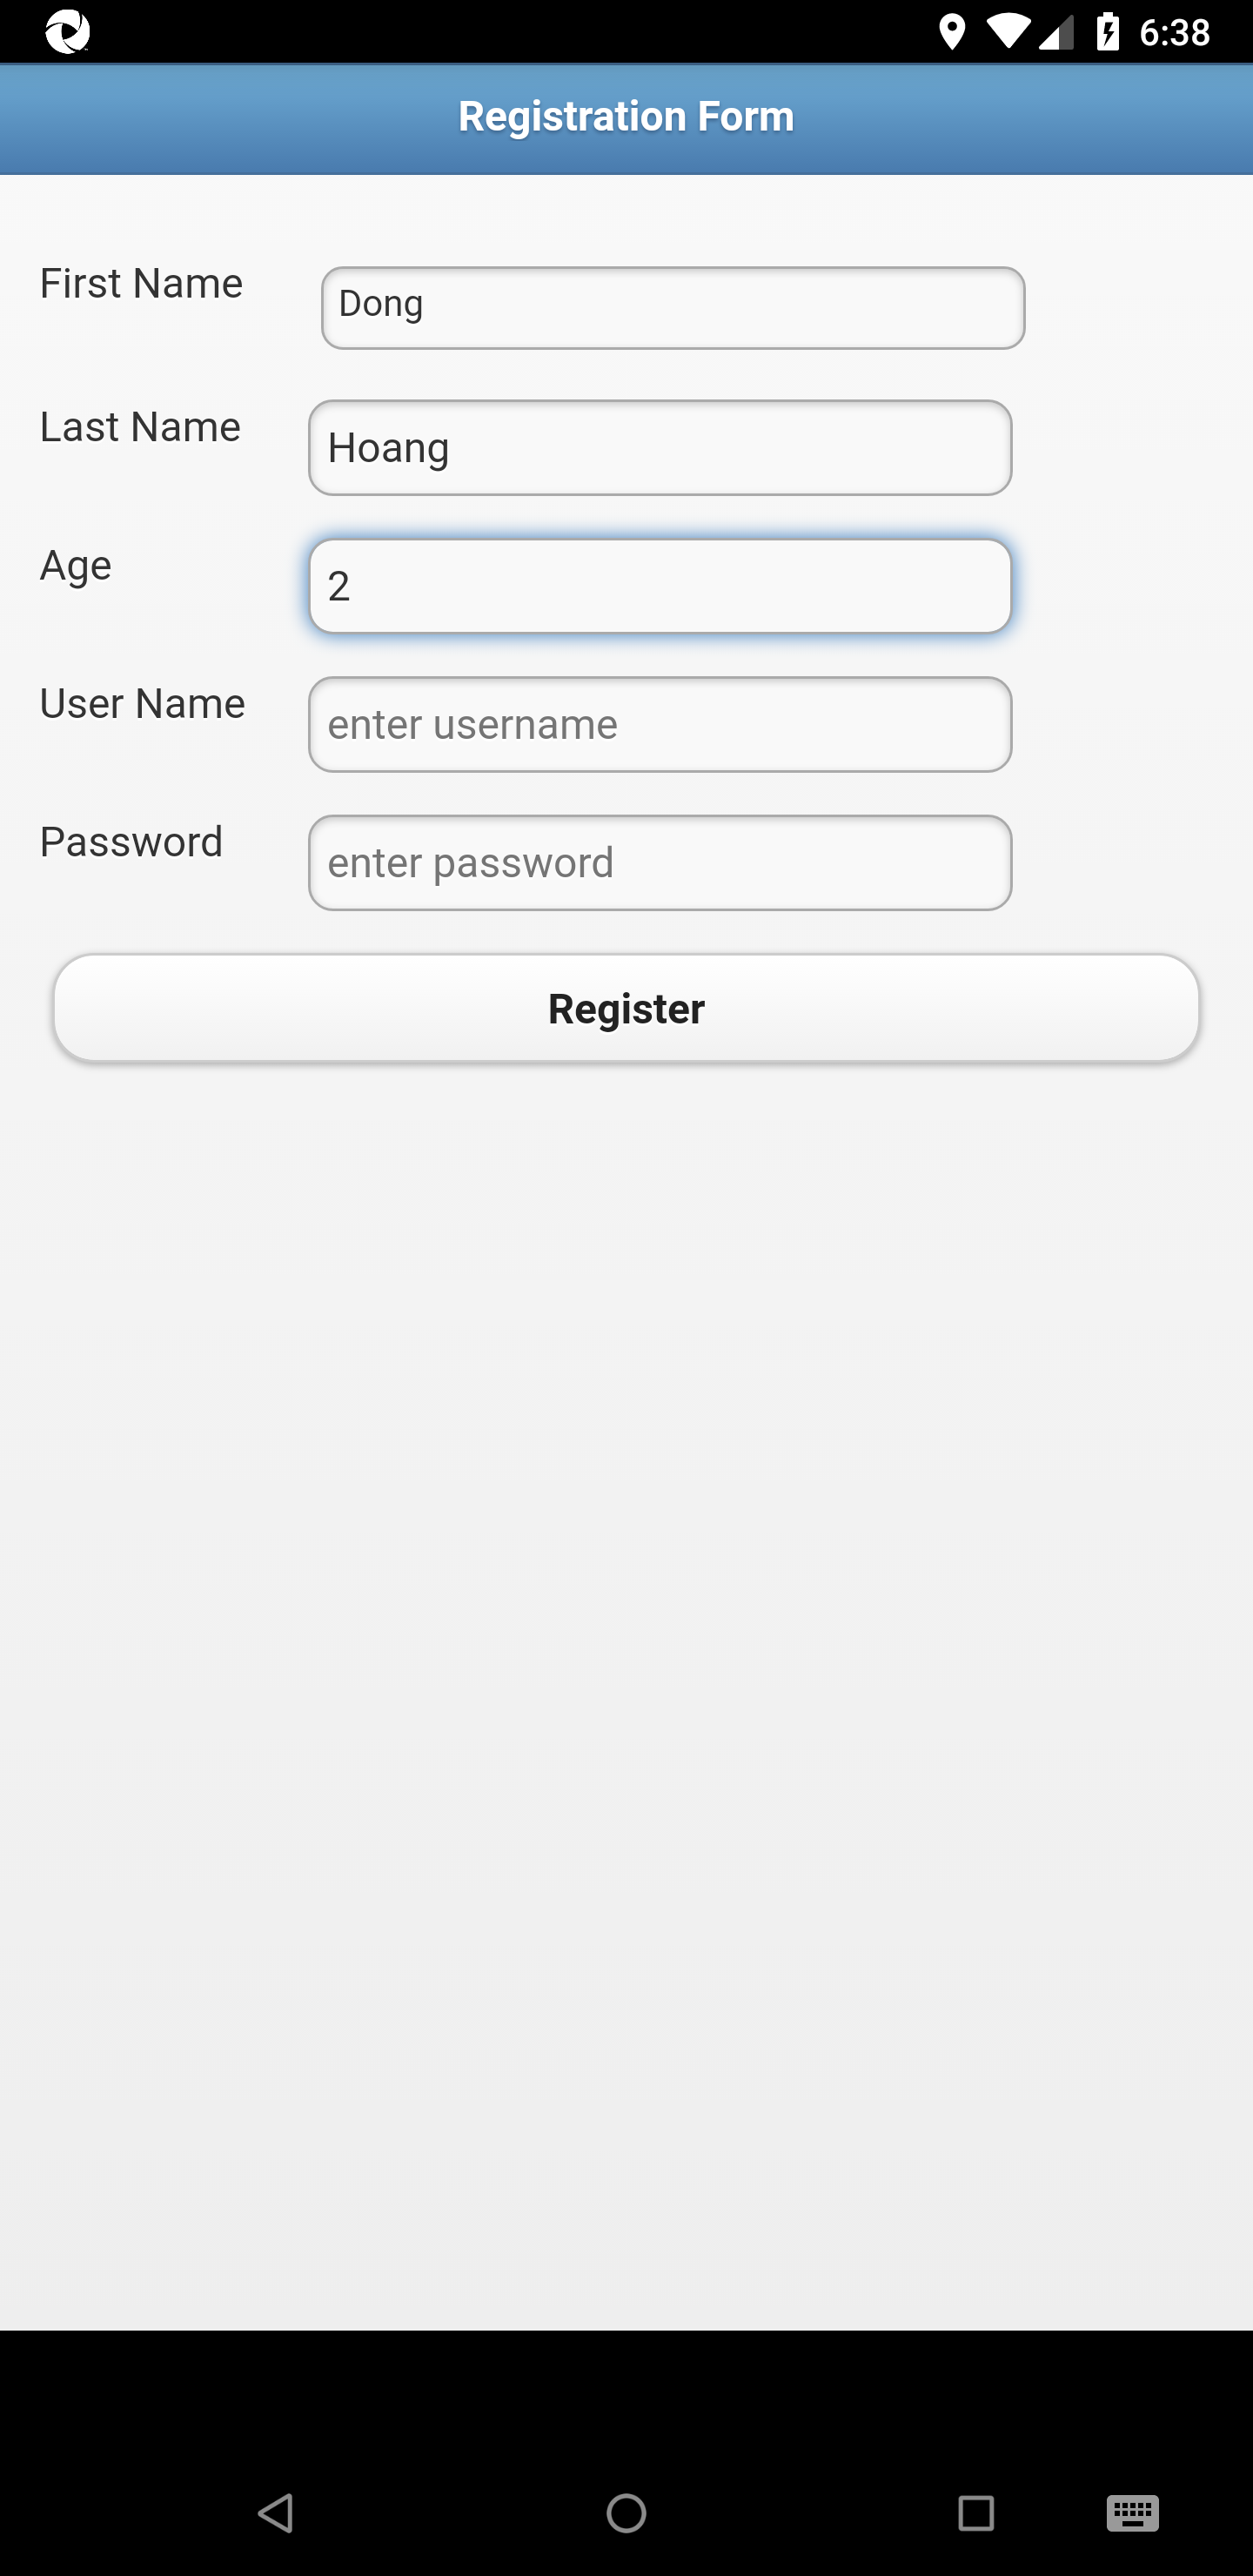 6:38
Registration Form
First Name
Dong
Last Name
Hoang
Age
2
User Name
enter username
Password
enter password
Register